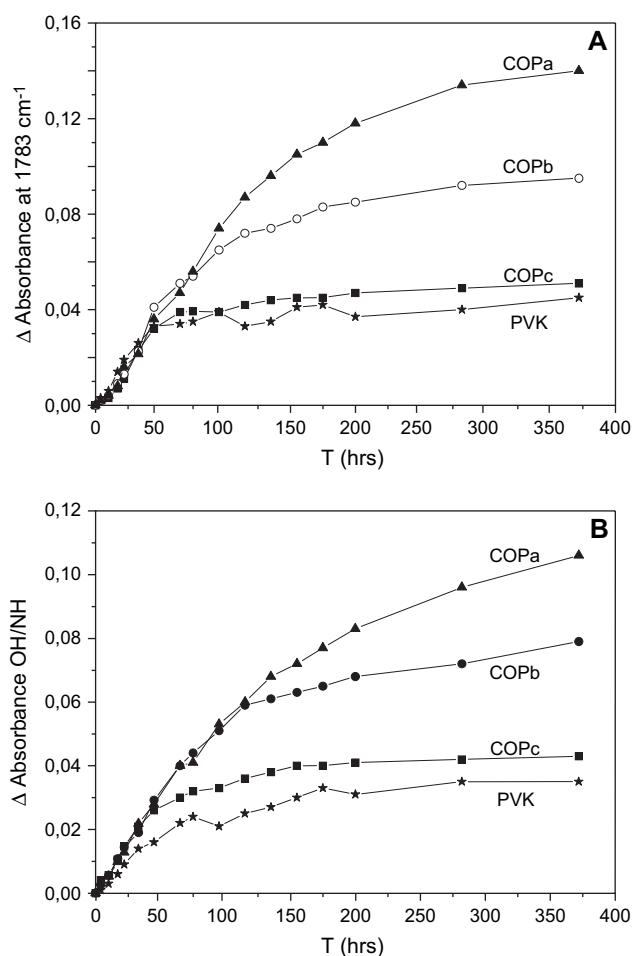 0,16
A
COPa
0,12
COPb
0,08
COPc
0,04
PVK
0,00
0 50 100 150 200 250 300 350 400
Δ Absorbance at 1783 cm⁻¹
T (hrs)
0,12
B
COPa
0,10
0,08
COPb
0,06
COPc
0,04
PVK
0,02
0,00
0 50 100 150 200 250 300 350 400
Δ Absorbance OH/NH
T (hrs)